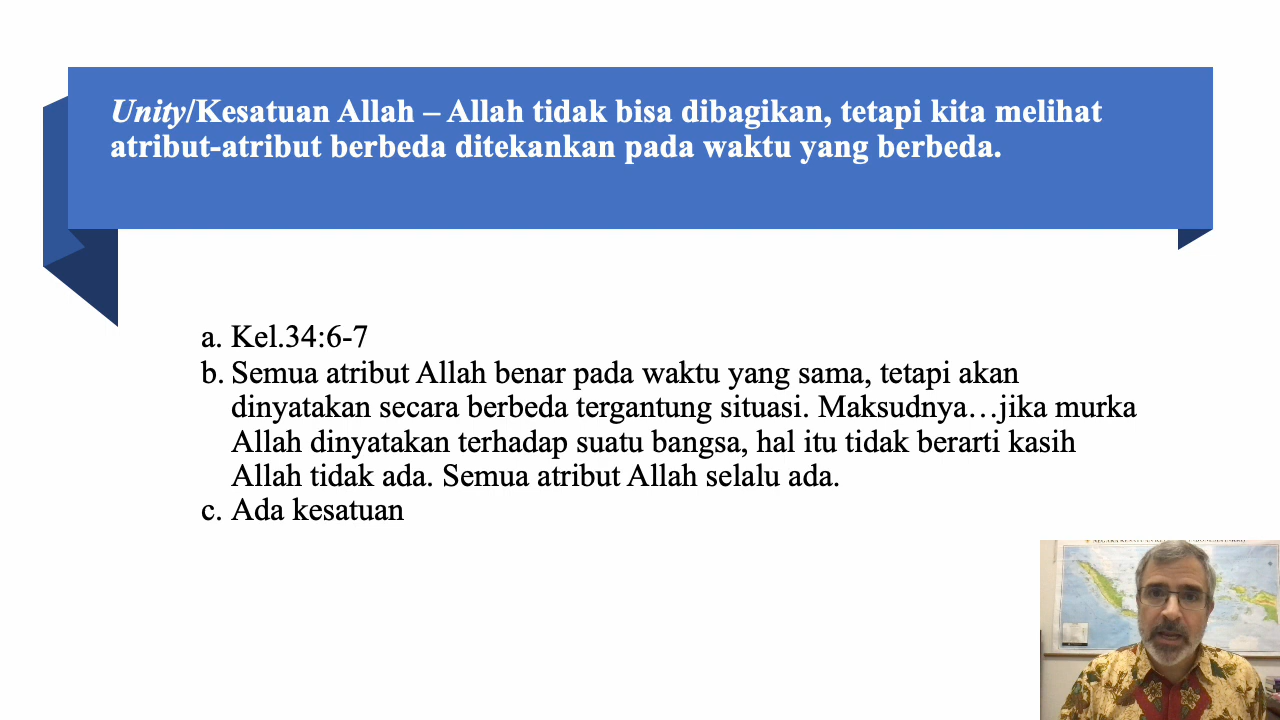 Unity/Kesatuan Allah – Allah tidak bisa dibagikan, tetapi kita melihat
atribut-atribut berbeda ditekankan pada waktu yang berbeda.
a. Kel.34:6-7
b. Semua atribut Allah benar pada waktu yang sama, tetapi akan
dinyatakan secara berbeda tergantung situasi. Maksudnya…jika murka
Allah dinyatakan terhadap suatu bangsa, hal itu tidak berarti kasih
Allah tidak ada. Semua atribut Allah selalu ada.
c. Ada kesatuan